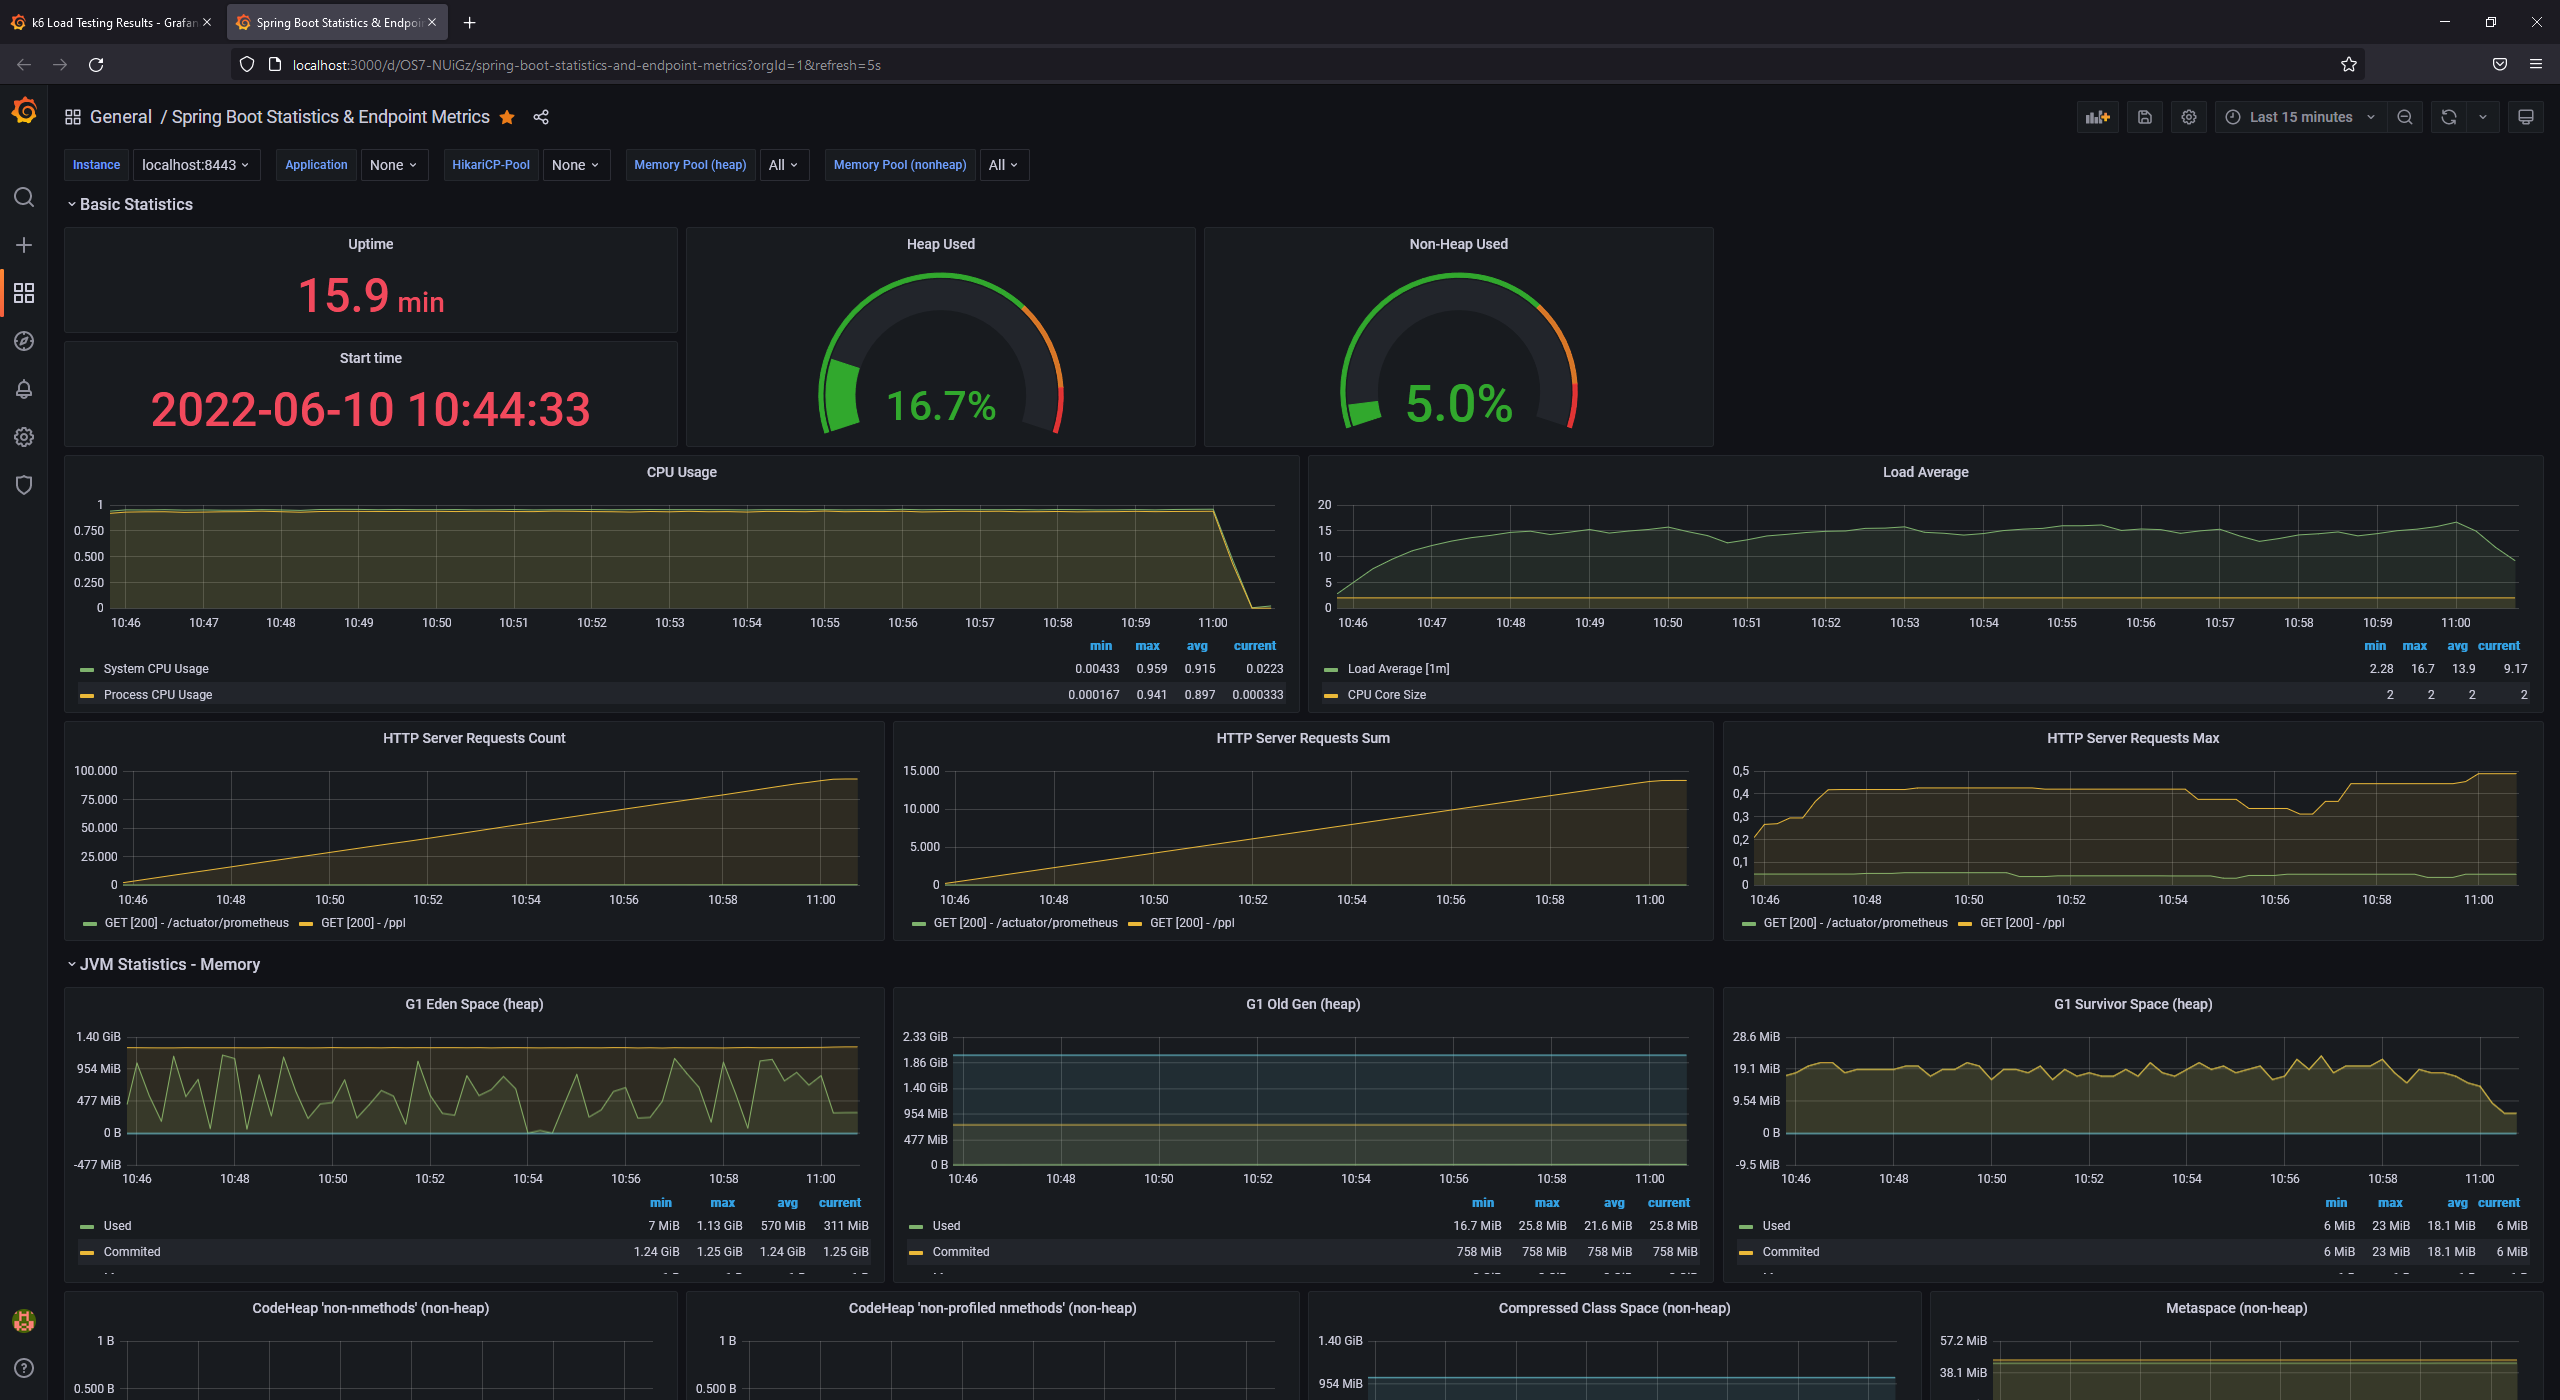 k6 Load Testing Results - Grafan
Spring Boot Statistics & Endpoin
localhost:3000/d/OS7-NUiGz/spring-boot-statistics-and-endpoint-metrics?orgId=1&refresh=5s
General / Spring Boot Statistics & Endpoint Metrics
Last 15 minutes
Instance localhost:8443 Application None HikariCP-Pool None Memory Pool (heap) All Memory Pool (nonheap) All
Basic Statistics
Uptime
15.9 min
Start time
2022-06-10 10:44:33
Heap Used
16.7%
Non-Heap Used
5.0%
CPU Usage
1
0.750
0.500
0.250
0
10:46 10:47 10:48 10:49 10:50 10:51 10:52 10:53 10:54 10:55 10:56 10:57 10:58 10:59 11:00
min max avg current
System CPU Usage 0.00433 0.959 0.915 0.0223
Process CPU Usage 0.000167 0.941 0.897 0.000333
Load Average
20
15
10
5
0
10:46 10:47 10:48 10:49 10:50 10:51 10:52 10:53 10:54 10:55 10:56 10:57 10:58 10:59 11:00
min max avg current
Load Average [1m] 2.28 16.7 13.9 9.17
CPU Core Size 2 2 2 2
HTTP Server Requests Count
100.000
75.000
50.000
25.000
0
10:46 10:48 10:50 10:52 10:54 10:56 10:58 11:00
GET [200] - /actuator/prometheus GET [200] - /ppl
HTTP Server Requests Sum
15.000
10.000
5.000
0
10:46 10:48 10:50 10:52 10:54 10:56 10:58 11:00
GET [200] - /actuator/prometheus GET [200] - /ppl
HTTP Server Requests Max
0,5
0,4
0,3
0,2
0,1
0
10:46 10:48 10:50 10:52 10:54 10:56 10:58 11:00
GET [200] - /actuator/prometheus GET [200] - /ppl
JVM Statistics - Memory
G1 Eden Space (heap)
1.40 GiB
954 MiB
477 MiB
0 B
-477 MiB
10:46 10:48 10:50 10:52 10:54 10:56 10:58 11:00
min max avg current
Used 7 MiB 1.13 GiB 570 MiB 311 MiB
Commited 1.24 GiB 1.25 GiB 1.24 GiB 1.25 GiB
G1 Old Gen (heap)
2.33 GiB
1.86 GiB
1.40 GiB
954 MiB
477 MiB
0 B
10:46 10:48 10:50 10:52 10:54 10:56 10:58 11:00
min max avg current
Used 16.7 MiB 25.8 MiB 21.6 MiB 25.8 MiB
Commited 758 MiB 758 MiB 758 MiB 758 MiB
G1 Survivor Space (heap)
28.6 MiB
19.1 MiB
9.54 MiB
0 B
-9.5 MiB
10:46 10:48 10:50 10:52 10:54 10:56 10:58 11:00
min max avg current
Used 6 MiB 23 MiB 18.1 MiB 6 MiB
Commited 6 MiB 23 MiB 18.1 MiB 6 MiB
CodeHeap 'non-nmethods' (non-heap)
1 B
0.500 B
CodeHeap 'non-profiled nmethods' (non-heap)
1 B
0.500 B
Compressed Class Space (non-heap)
1.40 GiB
954 MiB
Metaspace (non-heap)
57.2 MiB
38.1 MiB